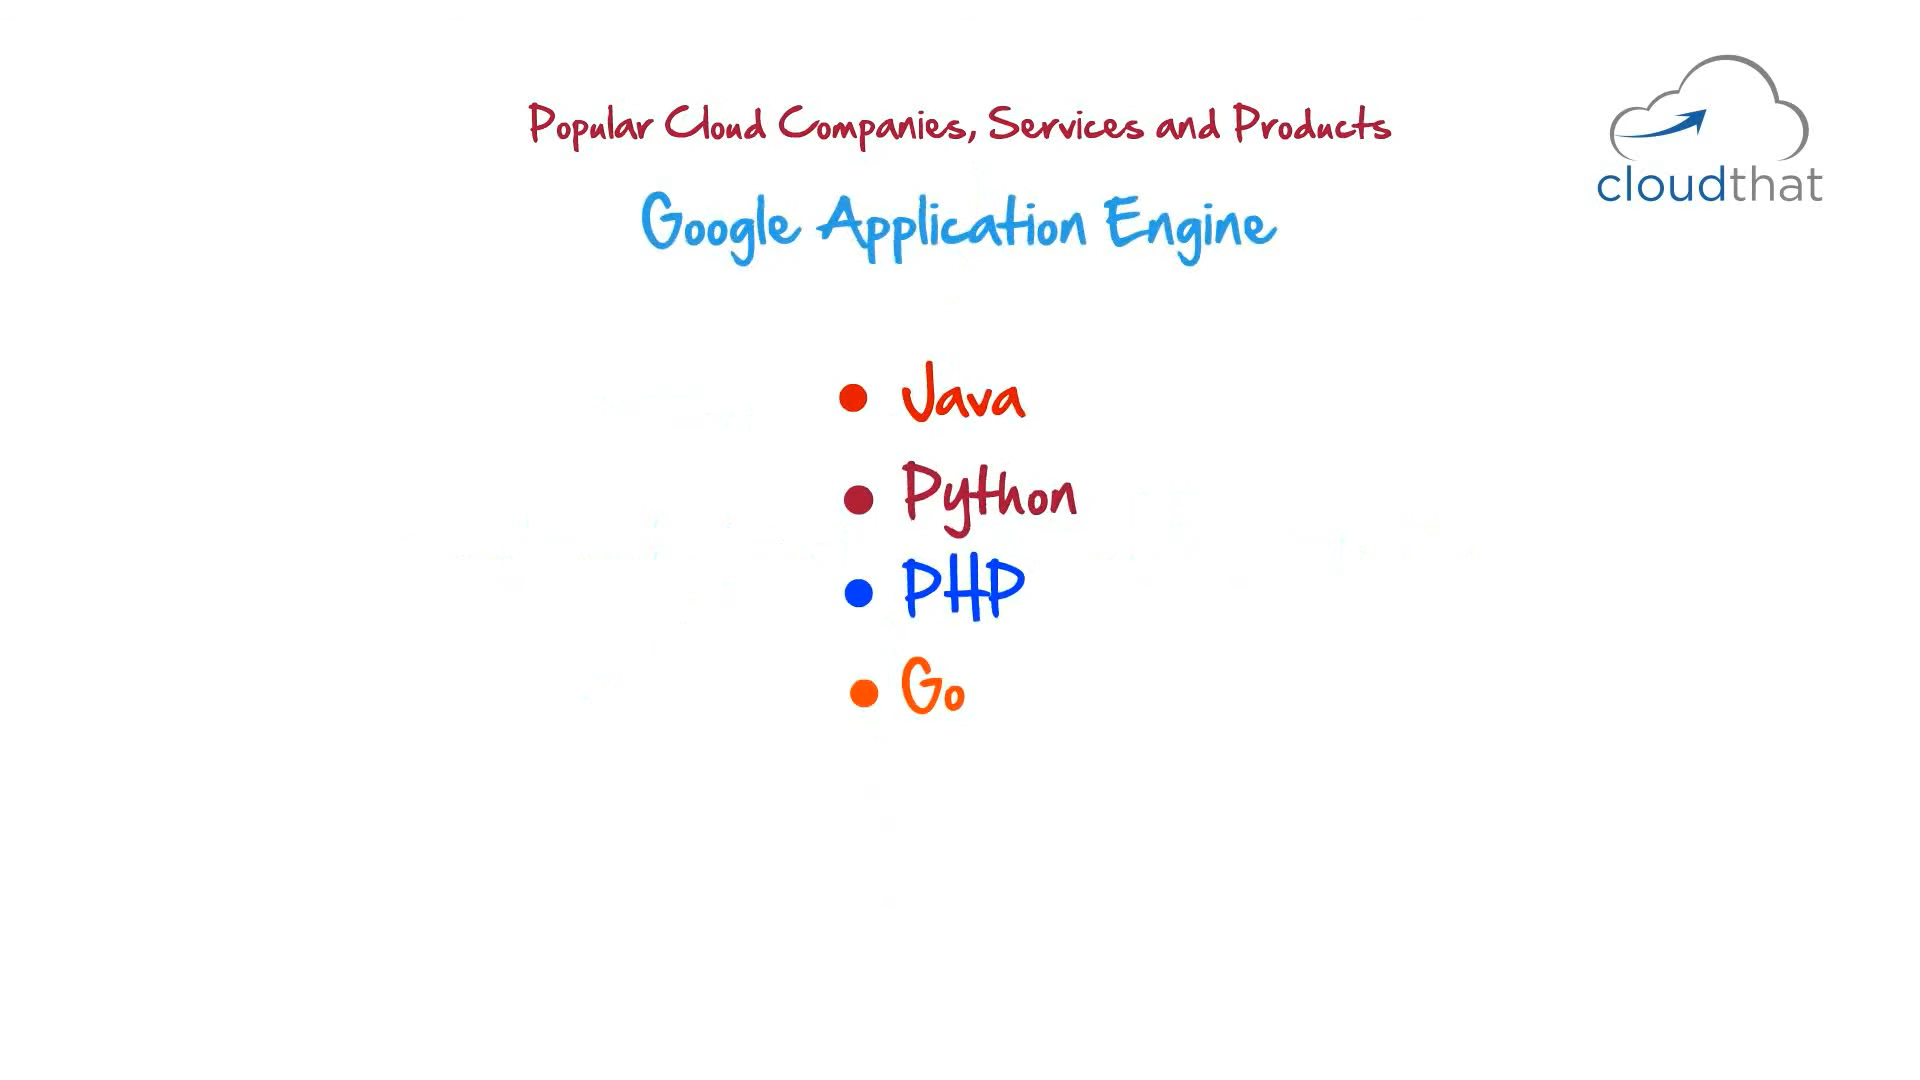 Popular Cloud Companies, Services and Products
cloudthat
Google Application Engine
• Java
• Python
• PHP
• Go